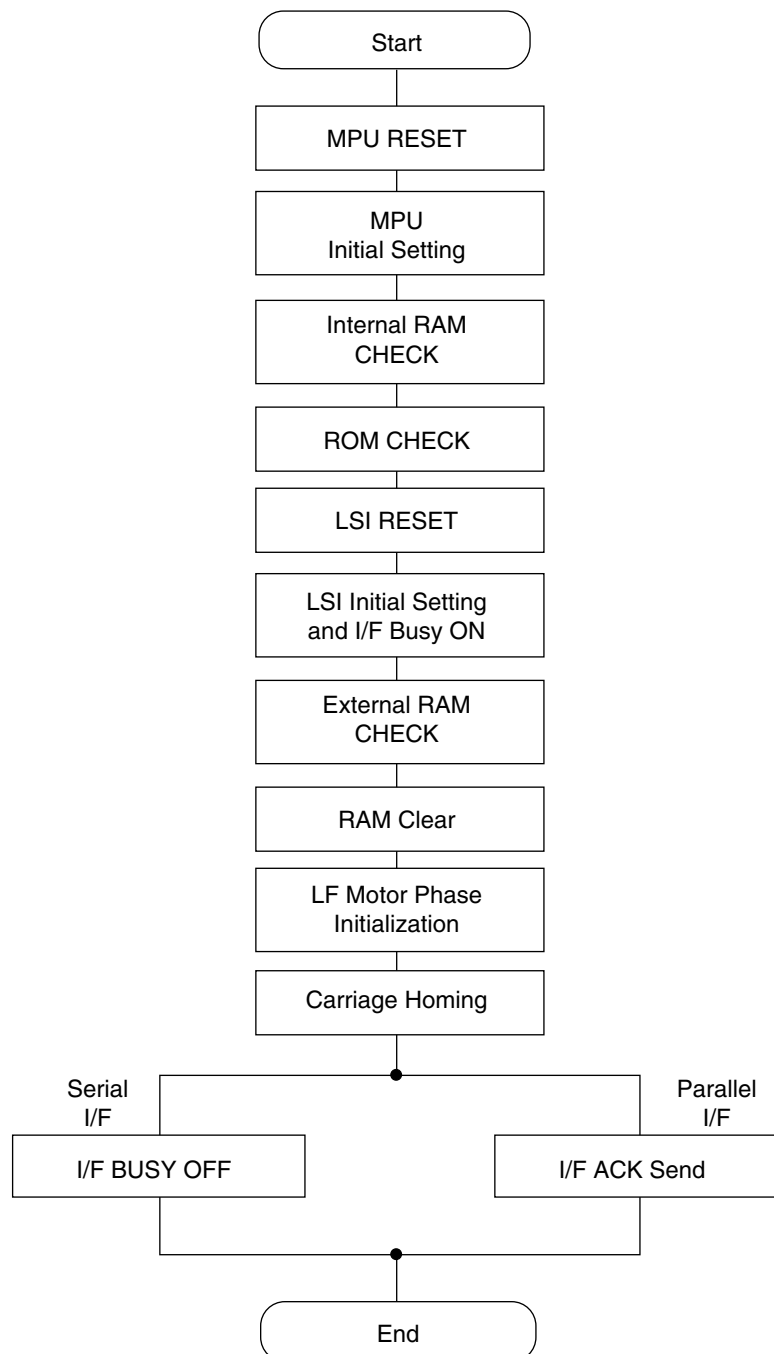 Start
MPU RESET
MPU
Initial Setting
Internal RAM
CHECK
ROM CHECK
LSI RESET
LSI Initial Setting
and I/F Busy ON
External RAM
CHECK
RAM Clear
LF Motor Phase
Initialization
Carriage Homing
Serial
I/F
I/F BUSY OFF
Parallel
I/F
I/F ACK Send
End